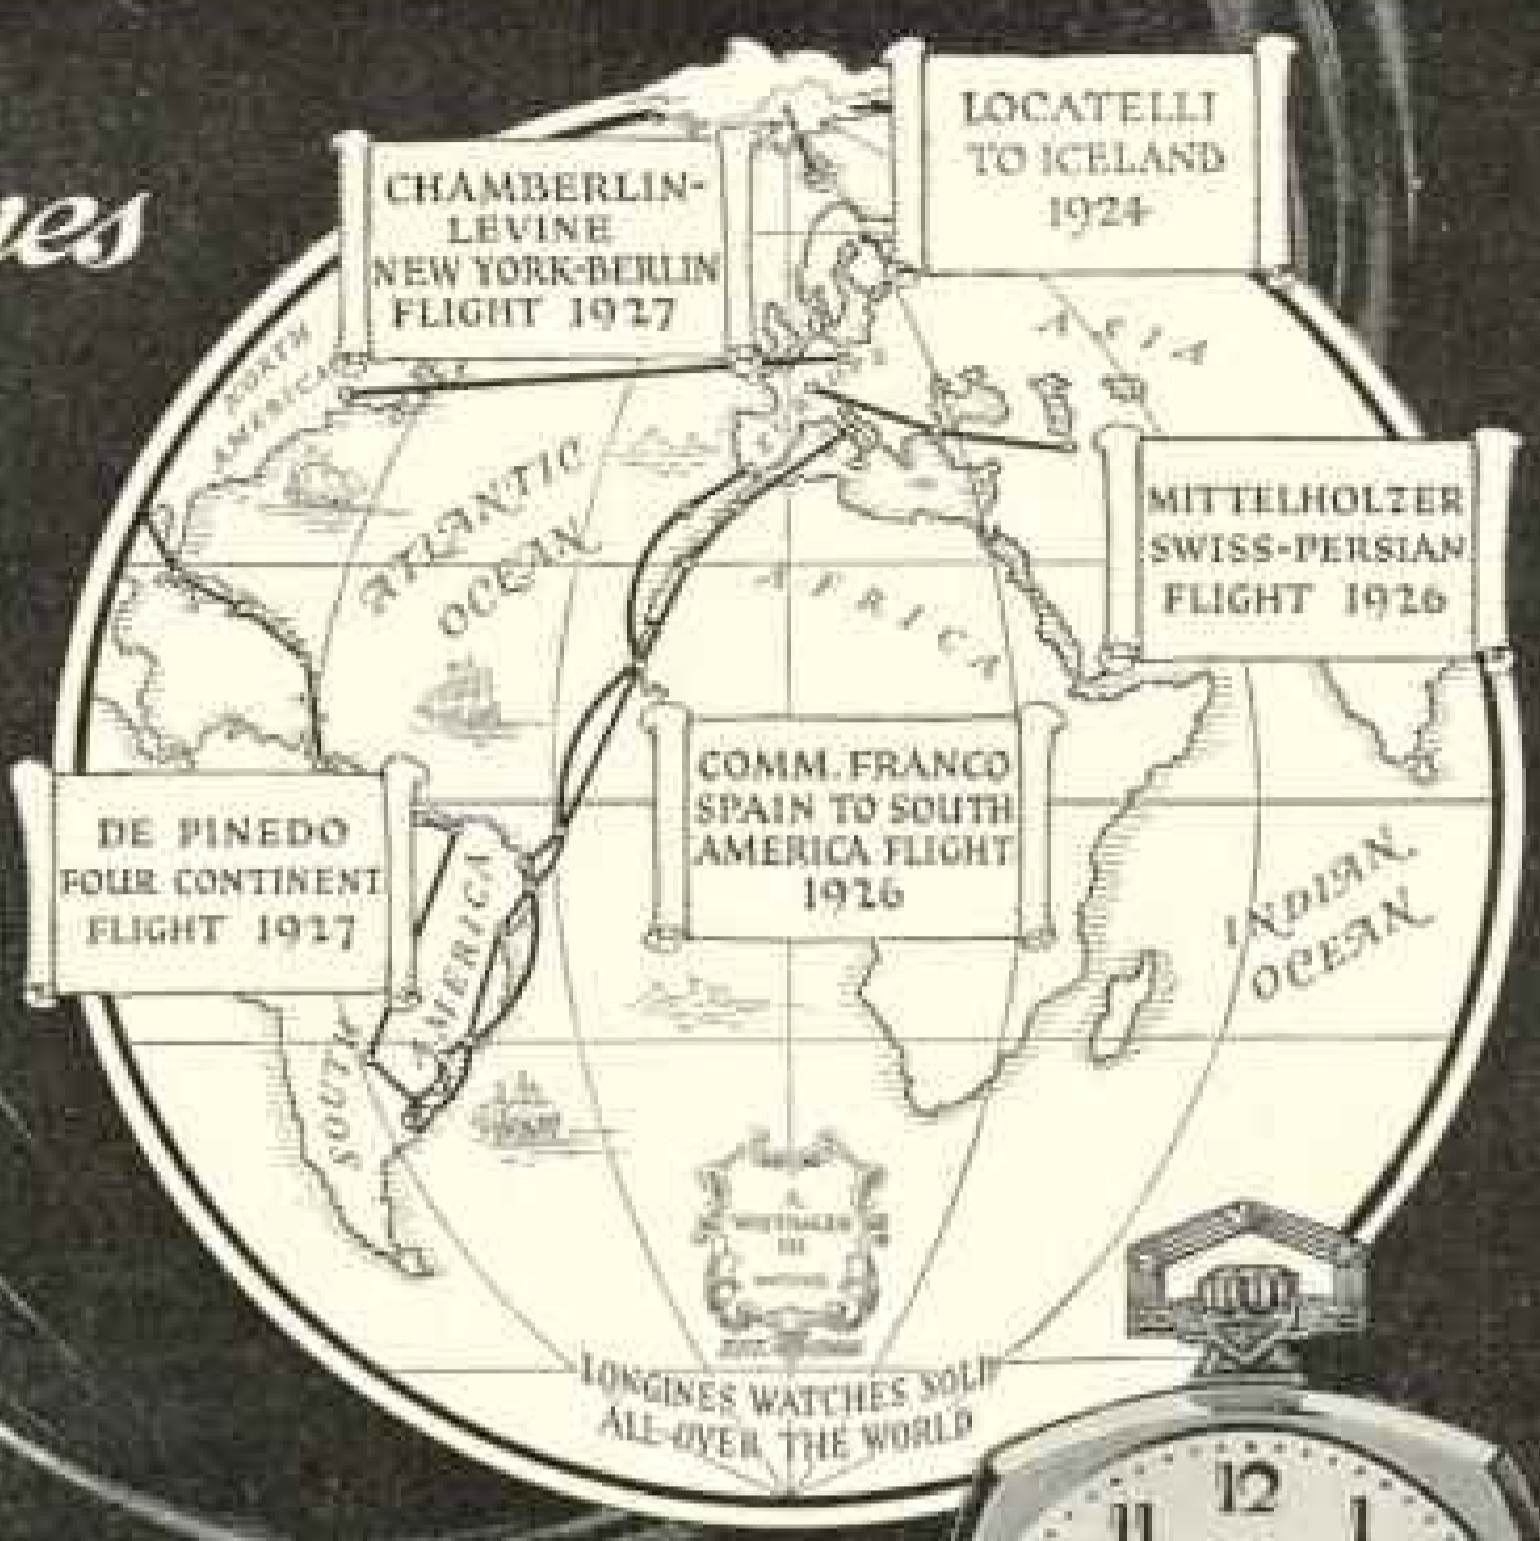 LOCATELLI
TO ICELAND
1924
CHAMBERLIN-
LEVINE
NEW YORK-BERLIN
FLIGHT 1927
NORTH
AMERICA
ASIA
ATLANTIC
OCEAN
MITTELHOLZER
SWISS-PERSIAN
FLIGHT 1926
AFRICA
COMM. FRANCO
SPAIN TO SOUTH
AMERICA FLIGHT
1926
DE PINEDO
FOUR CONTINENT
FLIGHT 1927
SOUTH
AMERICA
INDIAN
OCEAN
LONGINES WATCHES SOLD
ALL-OVER THE WORLD
11 12 1